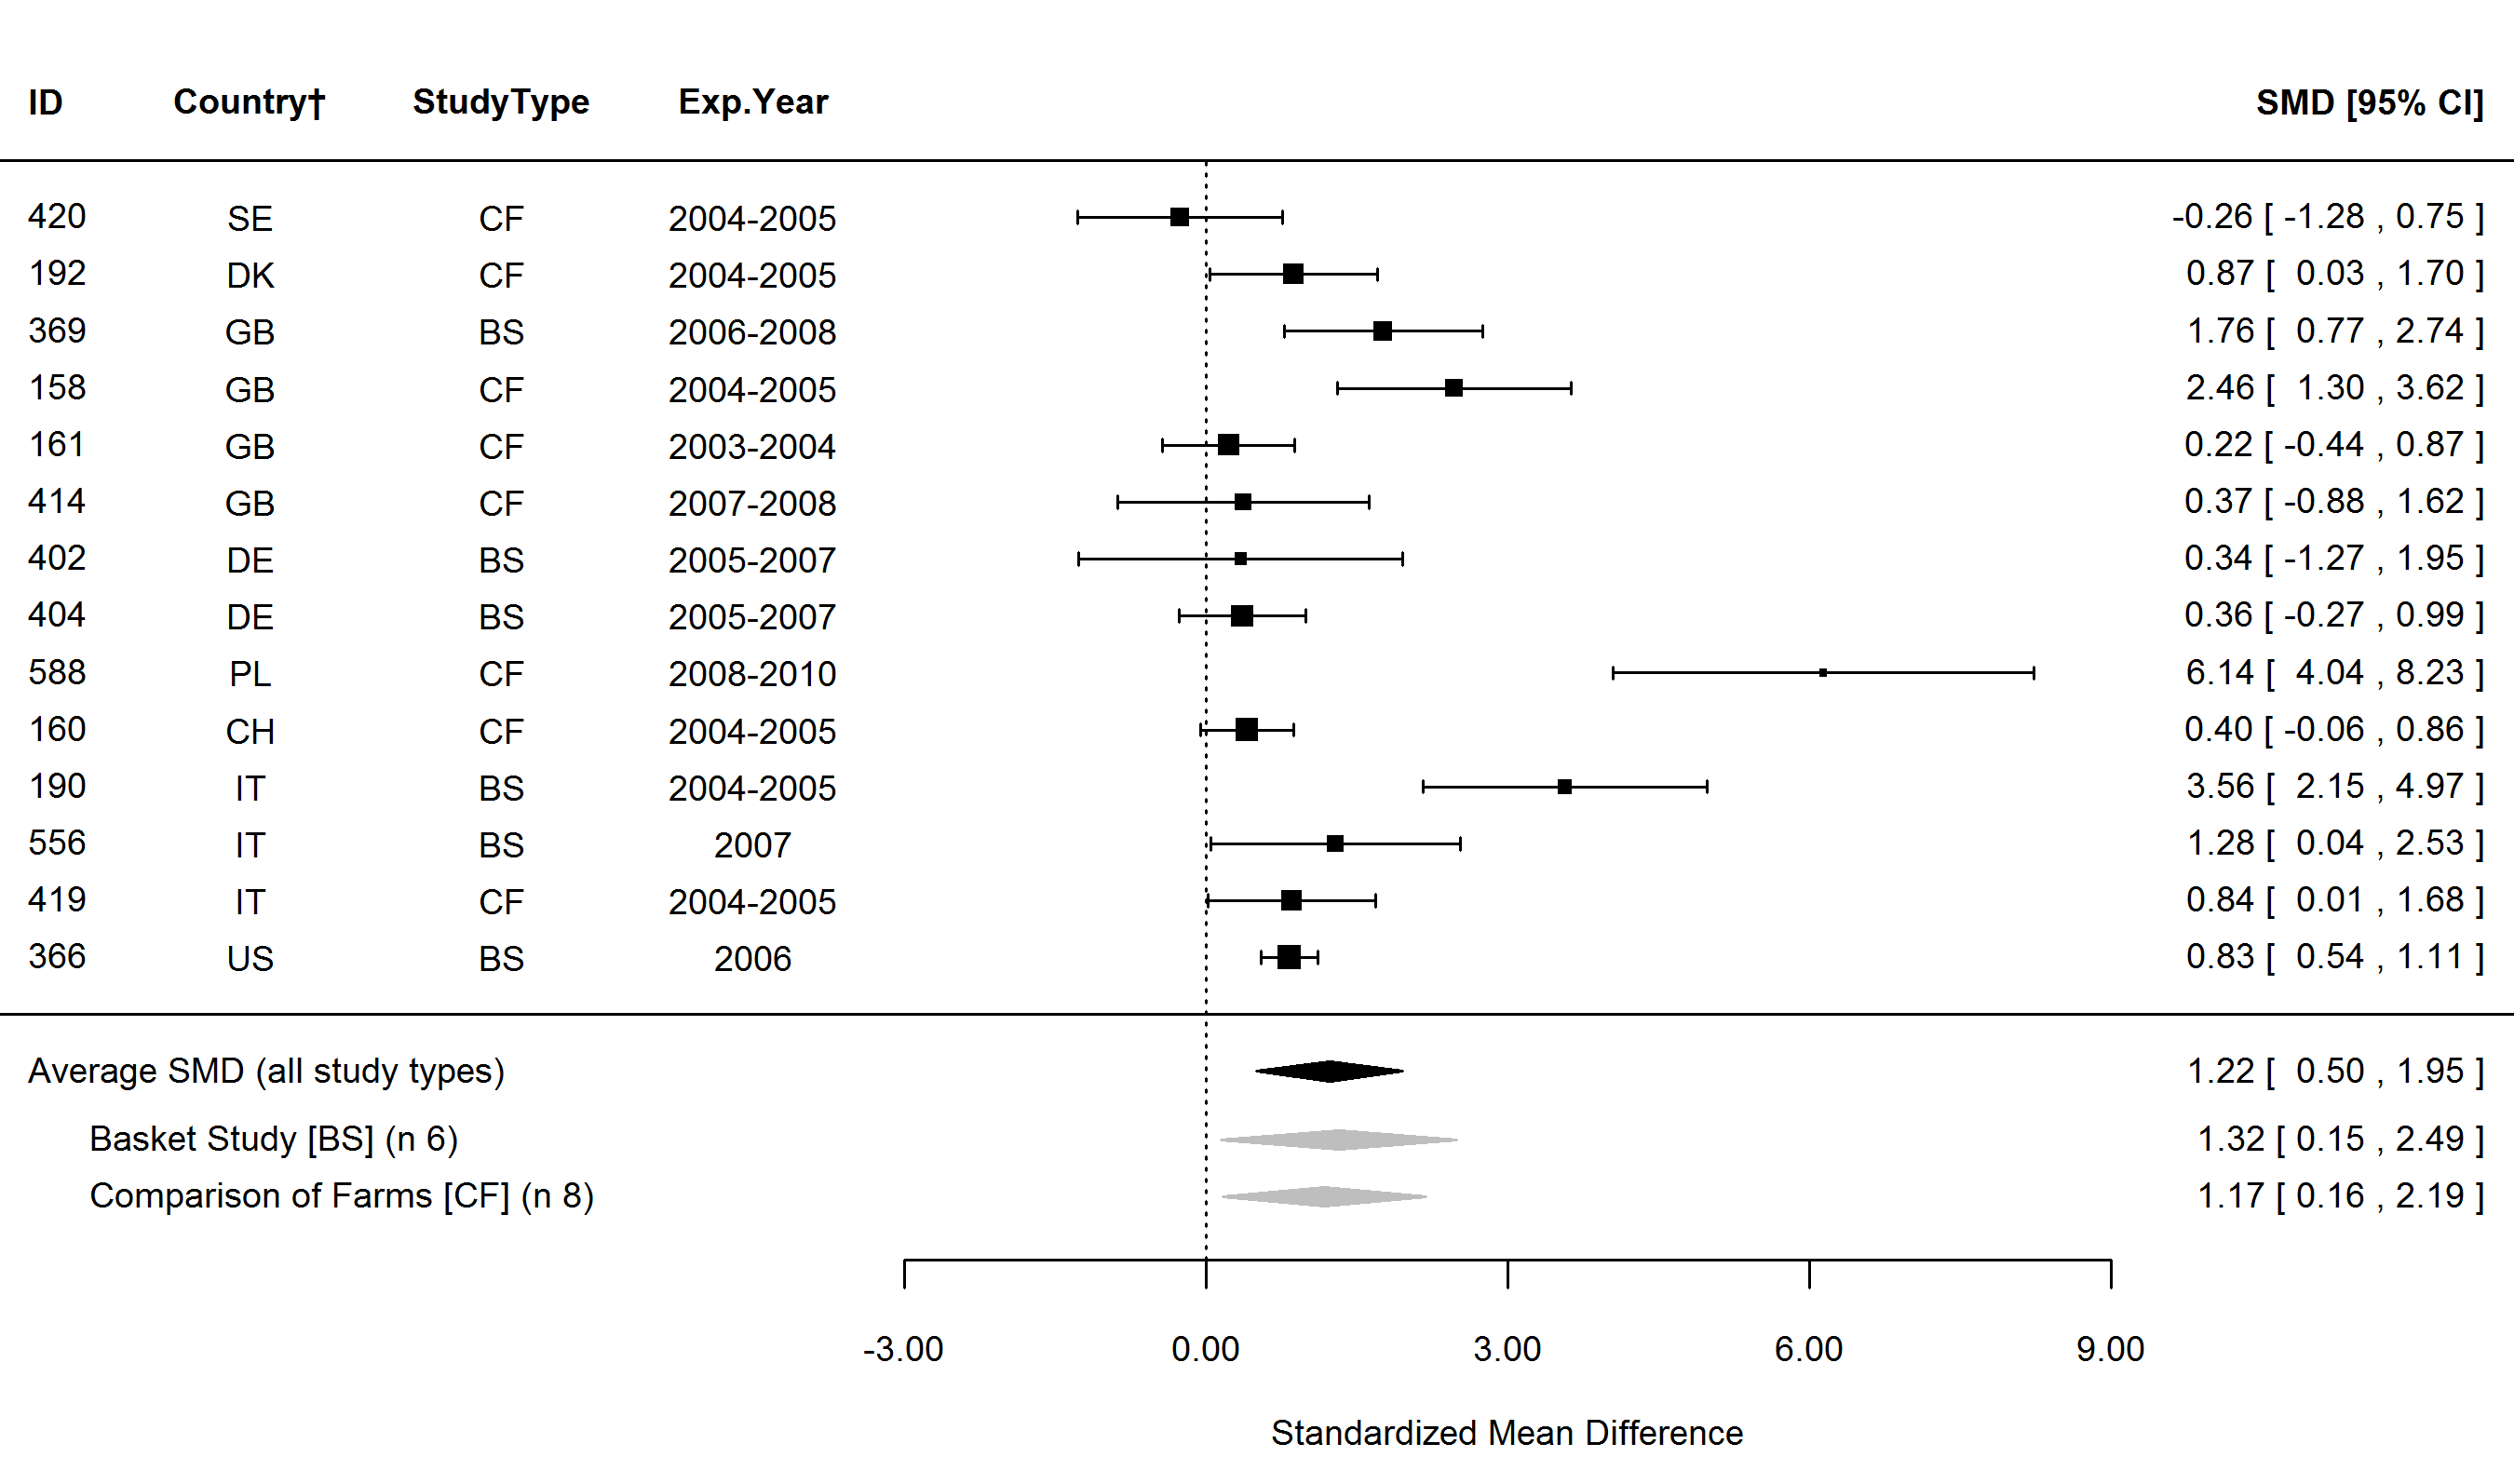 ID Country† StudyType Exp.Year SMD [95% CI]
420 SE CF 2004-2005 -0.26 [ -1.28 , 0.75 ]
192 DK CF 2004-2005 0.87 [ 0.03 , 1.70 ]
369 GB BS 2006-2008 1.76 [ 0.77 , 2.74 ]
158 GB CF 2004-2005 2.46 [ 1.30 , 3.62 ]
161 GB CF 2003-2004 0.22 [ -0.44 , 0.87 ]
414 GB CF 2007-2008 0.37 [ -0.88 , 1.62 ]
402 DE BS 2005-2007 0.34 [ -1.27 , 1.95 ]
404 DE BS 2005-2007 0.36 [ -0.27 , 0.99 ]
588 PL CF 2008-2010 6.14 [ 4.04 , 8.23 ]
160 CH CF 2004-2005 0.40 [ -0.06 , 0.86 ]
190 IT BS 2004-2005 3.56 [ 2.15 , 4.97 ]
556 IT BS 2007 1.28 [ 0.04 , 2.53 ]
419 IT CF 2004-2005 0.84 [ 0.01 , 1.68 ]
366 US BS 2006 0.83 [ 0.54 , 1.11 ]
Average SMD (all study types) 1.22 [ 0.50 , 1.95 ]
Basket Study [BS] (n 6) 1.32 [ 0.15 , 2.49 ]
Comparison of Farms [CF] (n 8) 1.17 [ 0.16 , 2.19 ]
-3.00 0.00 3.00 6.00 9.00
Standardized Mean Difference